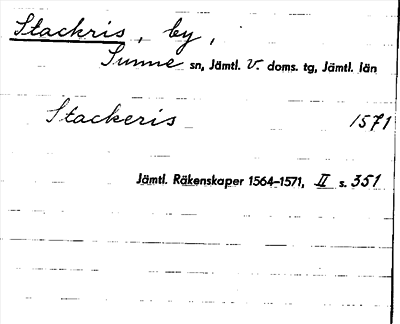 Stackris, by,
Sunne sn, Jämtl. V. doms. tg, Jämtl. län
Stackeris 1571
Jämtl. Räkenskaper 1564-1571, II s. 351